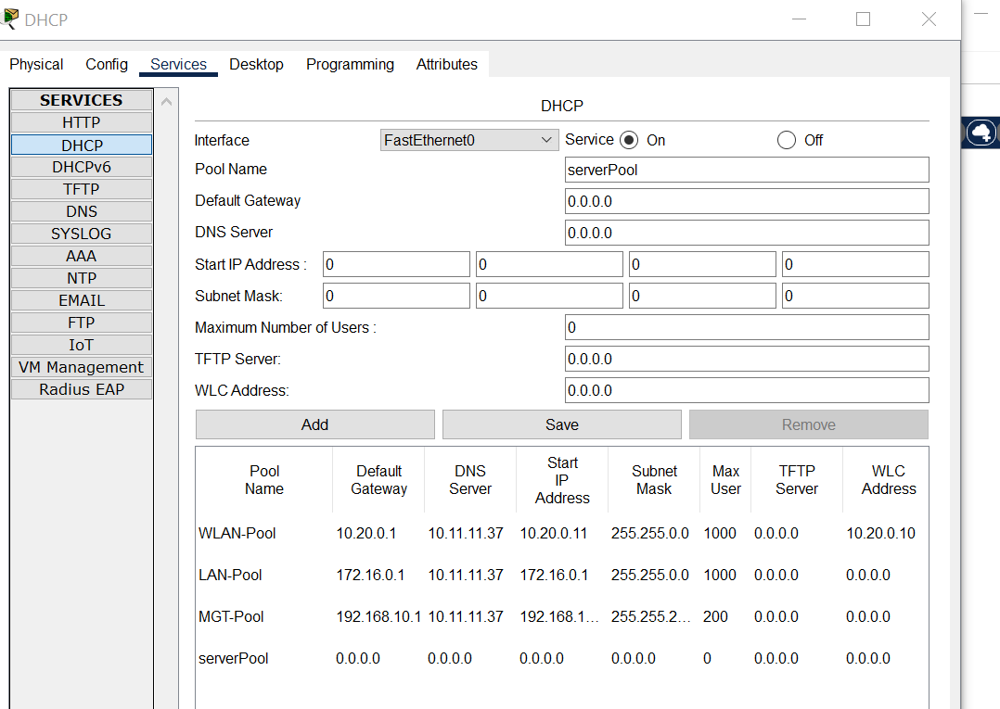 DHCP
Physical Config Services Desktop Programming Attributes
SERVICES
HTTP
DHCP
DHCPv6
TFTP
DNS
SYSLOG
AAA
NTP
EMAIL
FTP
IoT
VM Management
Radius EAP
DHCP
Interface FastEthernet0 Service On Off
Pool Name serverPool
Default Gateway 0.0.0.0
DNS Server 0.0.0.0
Start IP Address : 0 0 0 0
Subnet Mask: 0 0 0 0
Maximum Number of Users : 0
TFTP Server: 0.0.0.0
WLC Address: 0.0.0.0
Add Save Remove
Pool Name Default Gateway DNS Server Start IP Address Subnet Mask Max User TFTP Server WLC Address
WLAN-Pool 10.20.0.1 10.11.11.37 10.20.0.11 255.255.0.0 1000 0.0.0.0 10.20.0.10
LAN-Pool 172.16.0.1 10.11.11.37 172.16.0.1 255.255.0.0 1000 0.0.0.0 0.0.0.0
MGT-Pool 192.168.10.1 10.11.11.37 192.168.1... 255.255.2... 200 0.0.0.0 0.0.0.0
serverPool 0.0.0.0 0.0.0.0 0.0.0.0 0.0.0.0 0 0.0.0.0 0.0.0.0